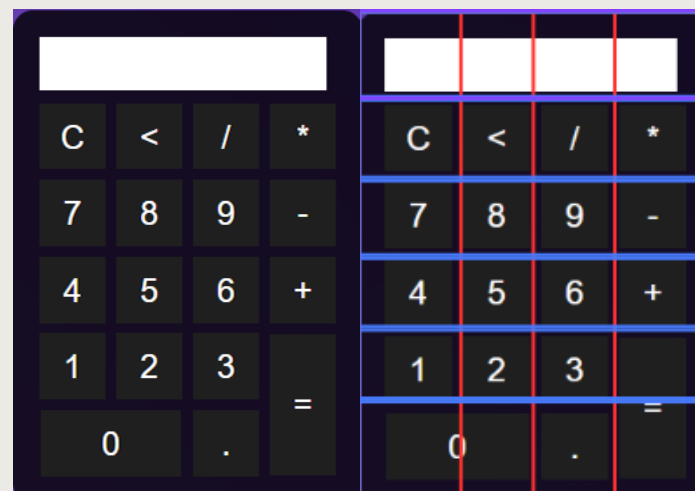 C < / * C < / *
7 8 9 - 7 8 9 -
4 5 6 + 4 5 6 +
1 2 3 1 2 3
= =
0 . 0 .